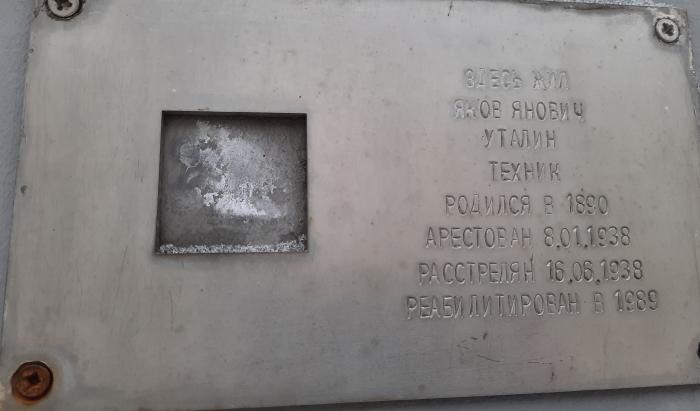 ЗДЕСЬ ЖИЛ
ЯКОВ ЯНОВИЧ
УТАЛИН
ТЕХНИК
РОДИЛСЯ В 1890
АРЕСТОВАН 8.01.1938
РАССТРЕЛЯН 16.06.1938
РЕАБИЛИТИРОВАН В 1989